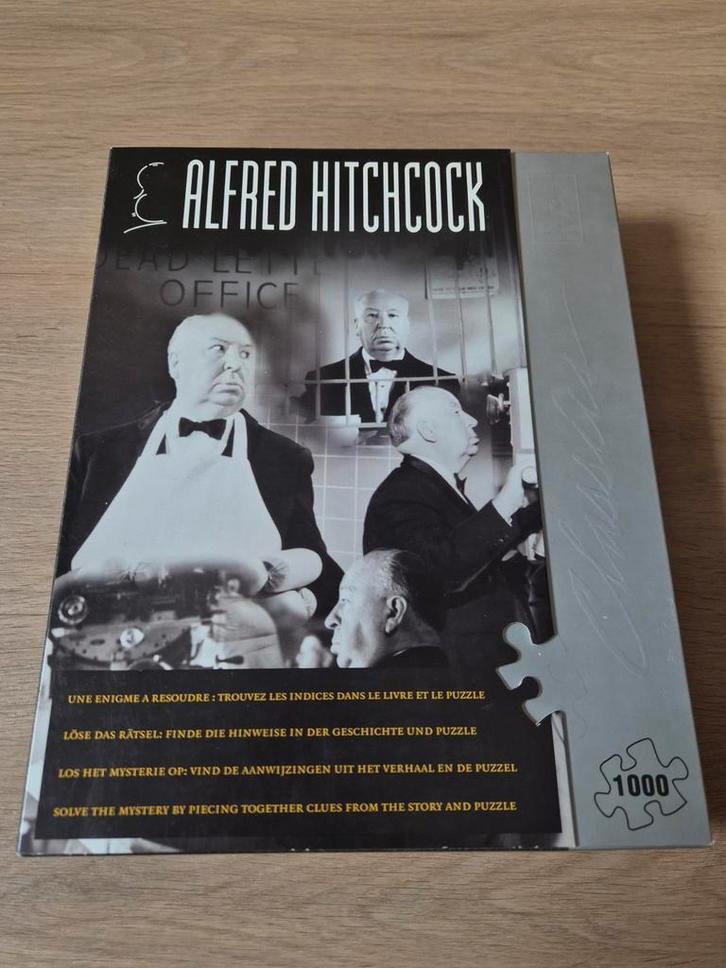 ALFRED HITCHCOCK
DEAD LETTE
OFFICE
UNE ENIGME A RESOUDRE : TROUVEZ LES INDICES DANS LE LIVRE ET LE PUZZLE
LÖSE DAS RÄTSEL: FINDE DIE HINWEISE IN DER GESCHICHTE UND PUZZLE
LOS HET MYSTERIE OP: VIND DE AANWIJZINGEN UIT HET VERHAAL EN DE PUZZEL
SOLVE THE MYSTERY BY PIECING TOGETHER CLUES FROM THE STORY AND PUZZLE
1000